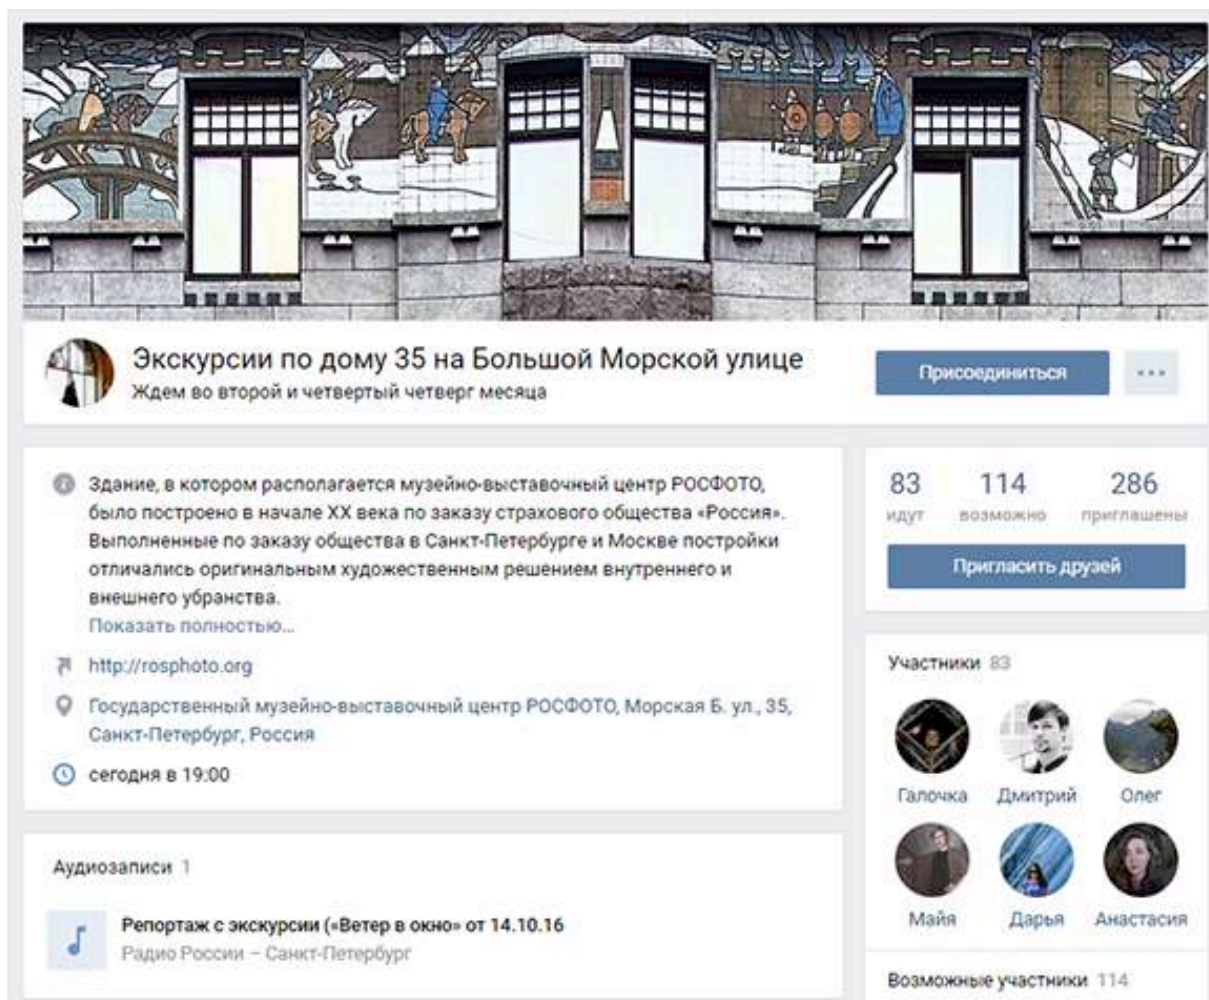 Экскурсии по дому 35 на Большой Морской улице
Ждем во второй и четвертый четверг месяца
Присоединиться
Здание, в котором располагается музейно-выставочный центр РОСФОТО,
было построено в начале XX века по заказу страхового общества «Россия».
Выполненные по заказу общества в Санкт-Петербурге и Москве постройки
отличались оригинальным художественным решением внутреннего и
внешнего убранства.
Показать полностью...
http://rosphoto.org
Государственный музейно-выставочный центр РОСФОТО, Морская Б. ул., 35,
Санкт-Петербург, Россия
сегодня в 19:00
Аудиозаписи 1
Репортаж с экскурсии («Ветер в окно» от 14.10.16
Радио России – Санкт-Петербург
83 114 286
идут возможно приглашены
Пригласить друзей
Участники 83
Галочка Дмитрий Олег
Майя Дарья Анастасия
Возможные участники 114